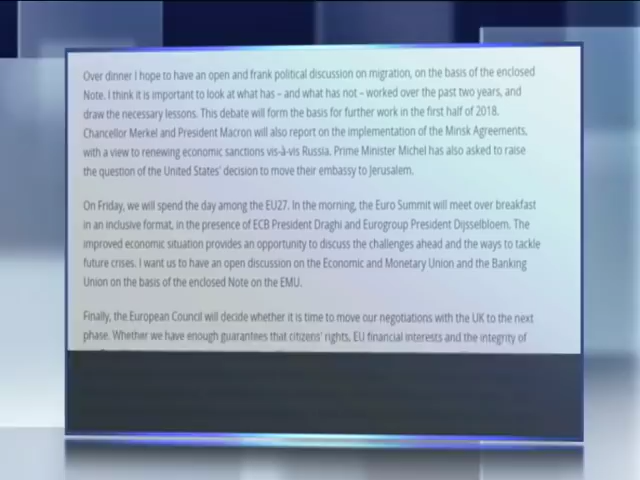 Over dinner I hope to have an open and frank political discussion on migration, on the basis of the enclosed
Note. I think it is important to look at what has – and what has not – worked over the past two years, and
draw the necessary lessons. This debate will form the basis for further work in the first half of 2018.
Chancellor Merkel and President Macron will also report on the implementation of the Minsk Agreements,
with a view to renewing economic sanctions vis-à-vis Russia. Prime Minister Michel has also asked to raise
the question of the United States' decision to move their embassy to Jerusalem.
On Friday, we will spend the day among the EU27. In the morning, the Euro Summit will meet over breakfast
in an inclusive format, in the presence of ECB President Draghi and Eurogroup President Dijsselbloem. The
improved economic situation provides an opportunity to discuss the challenges ahead and the ways to tackle
future crises. I want us to have an open discussion on the Economic and Monetary Union and the Banking
Union on the basis of the enclosed Note on the EMU.
Finally, the European Council will decide whether it is time to move our negotiations with the UK to the next
phase. Whether we have enough guarantees that citizens' rights, EU financial interests and the integrity of